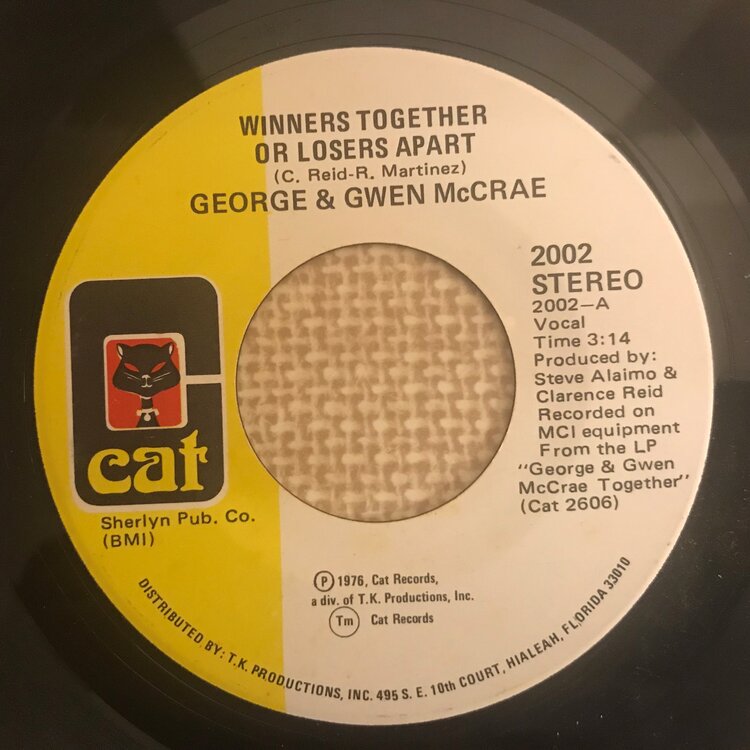 WINNERS TOGETHER
OR LOSERS APART
(C. Reid-R. Martinez)
GEORGE & GWEN McCRAE
2002
STEREO
2002-A
Vocal
Time 3:14
Produced by:
Steve Alaimo &
Clarence Reid
Recorded on
MCI equipment
From the LP
"George & Gwen
McCrae Together"
(Cat 2606)
cat
Sherlyn Pub. Co.
(BMI)
℗ 1976, Cat Records,
a div. of T.K. Productions, Inc.
Tm Cat Records
DISTRIBUTED BY: T.K. PRODUCTIONS, INC. 495 S. E. 10th COURT, HIALEAH, FLORIDA 33010